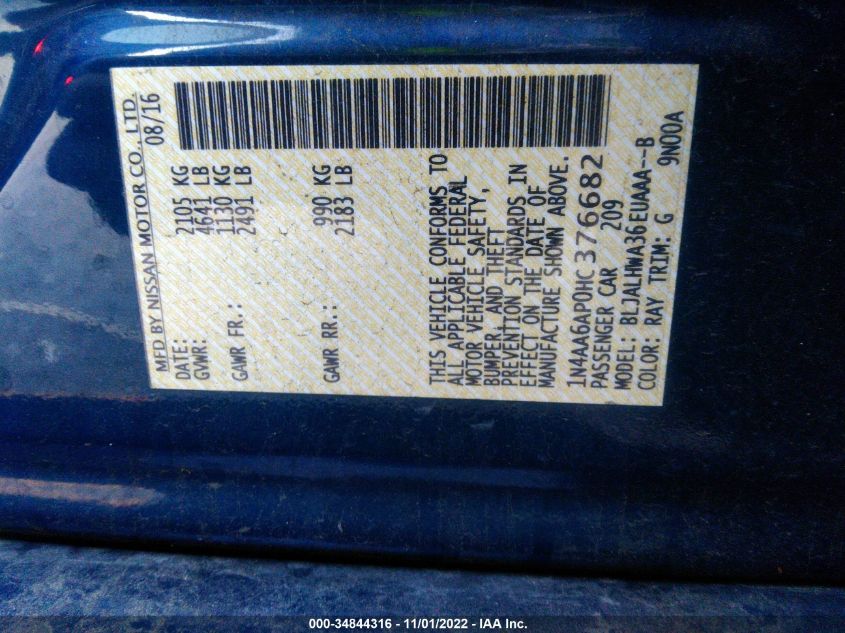 MFD BY NISSAN MOTOR CO., LTD.
DATE: 08/16
GVWR: 2105 KG
4641 LB
GAWR FR.: 1130 KG
2491 LB
GAWR RR.: 990 KG
2183 LB
THIS VEHICLE CONFORMS TO
ALL APPLICABLE FEDERAL
MOTOR VEHICLE SAFETY,
BUMPER, AND THEFT
PREVENTION STANDARDS IN
EFFECT ON THE DATE OF
MANUFACTURE SHOWN ABOVE.
1N4AA6AP0HC376682
PASSENGER CAR 209
MODEL: BLJALHWA36EUAAA--B
COLOR: RAY TRIM: G 9N00A
000-34844316 - 11/01/2022 - IAA Inc.